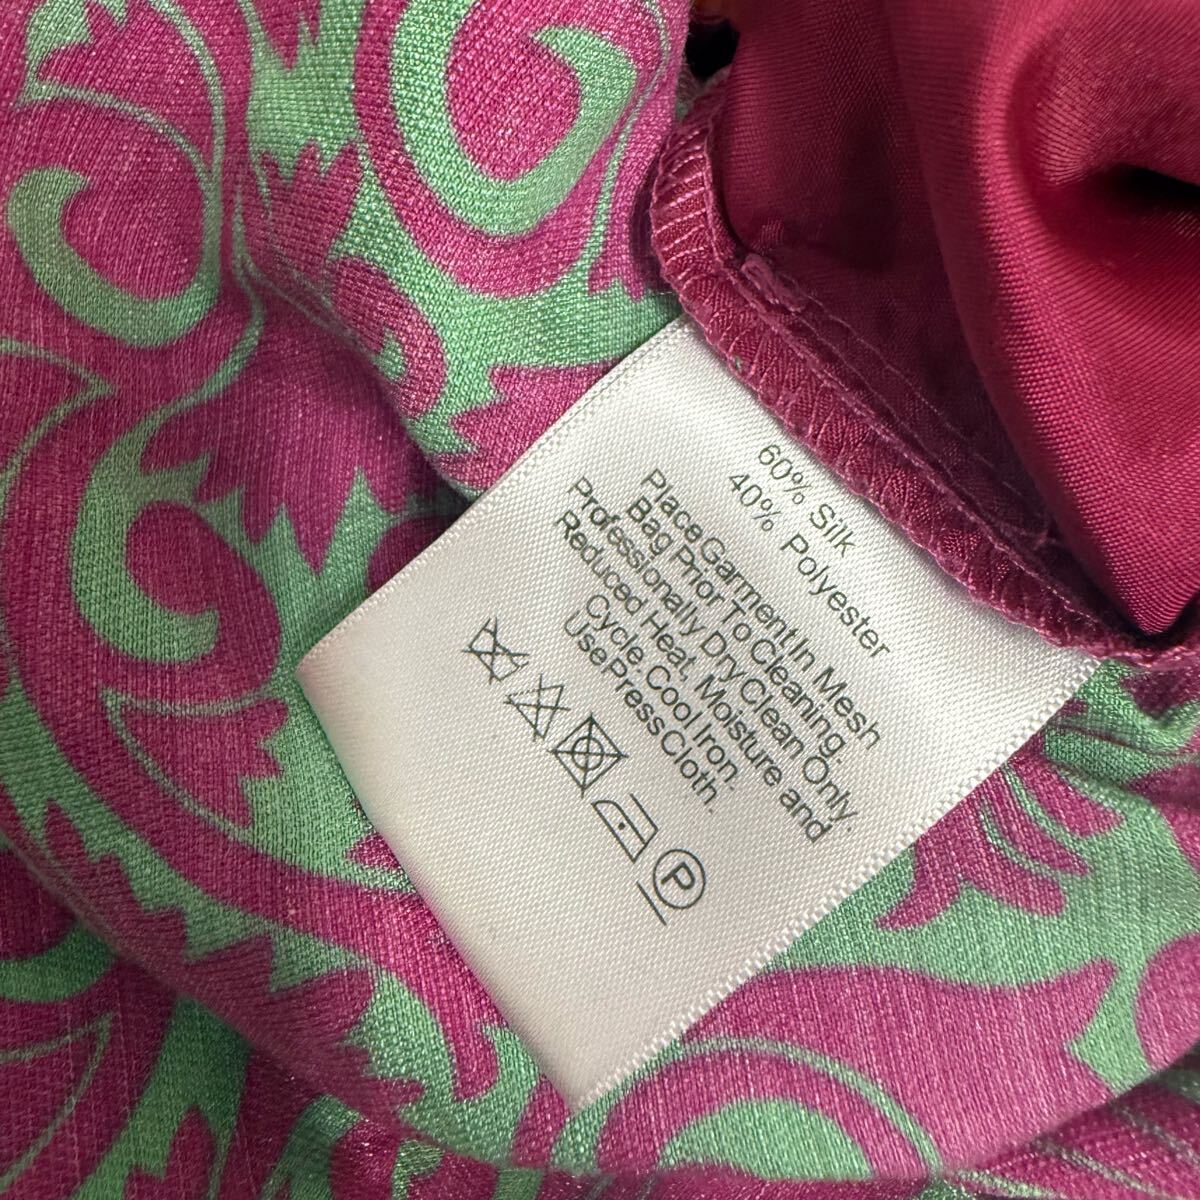 60% Silk
40% Polyester
Place Garment In Mesh
Bag Prior To Cleaning.
Professionally Dry Clean Only.
Reduced Heat, Moisture and
Cycle. Cool Iron.
Use Press Cloth.
P